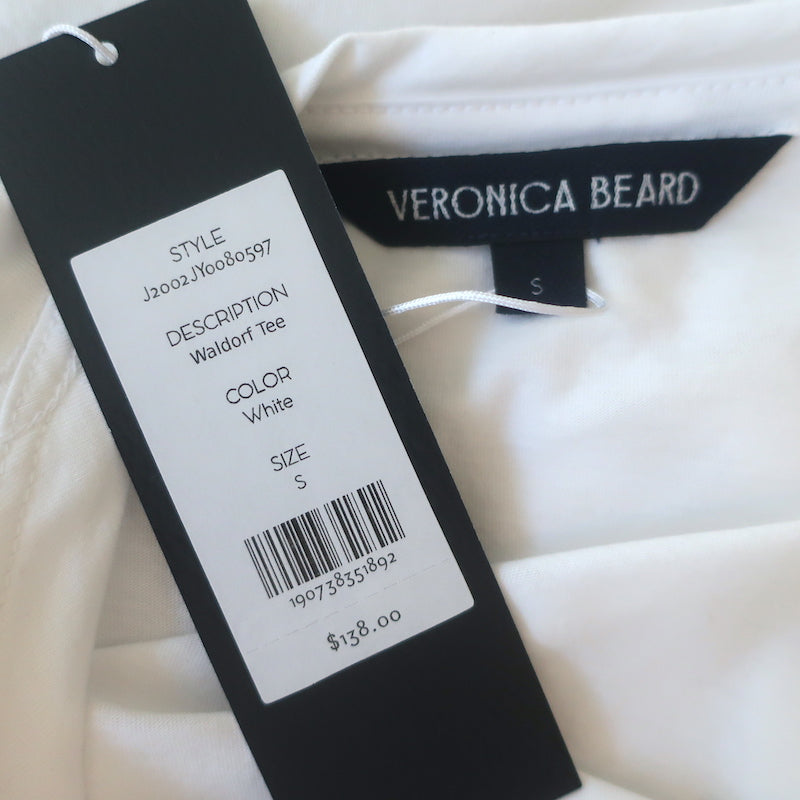 VERONICA BEARD
S
STYLE
J2002JY0080597
DESCRIPTION
Waldorf Tee
COLOR
White
SIZE
S
190738351892
$138.00